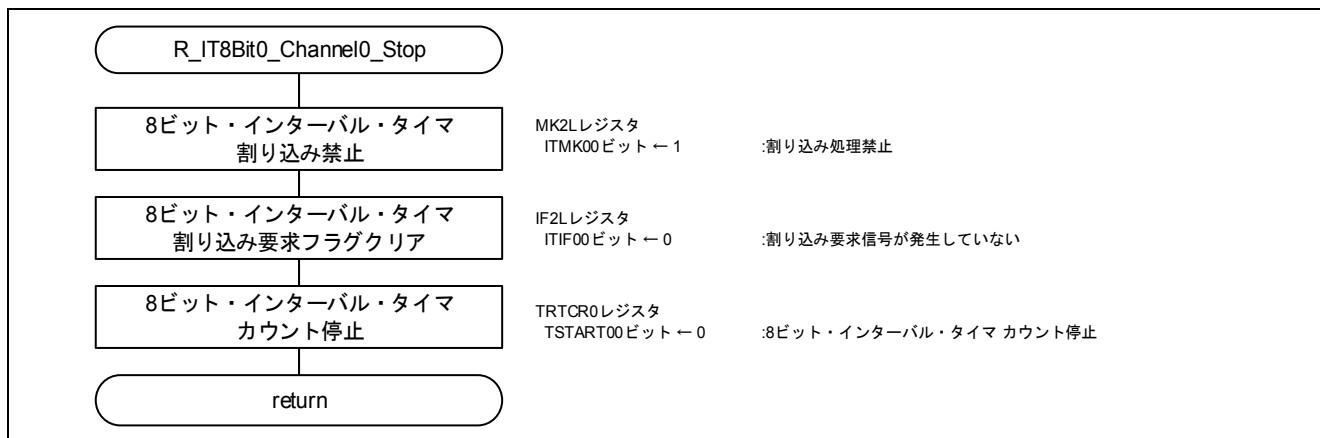 R_IT8Bit0_Channel0_Stop
8ビット・インターバル・タイマ
割り込み禁止
MK2Lレジスタ
ITMK00ビット ← 1 :割り込み処理禁止
8ビット・インターバル・タイマ
割り込み要求フラグクリア
IF2Lレジスタ
ITIF00ビット ← 0 :割り込み要求信号が発生していない
8ビット・インターバル・タイマ
カウント停止
TRTCR0レジスタ
TSTART00ビット ← 0 :8ビット・インターバル・タイマ カウント停止
return